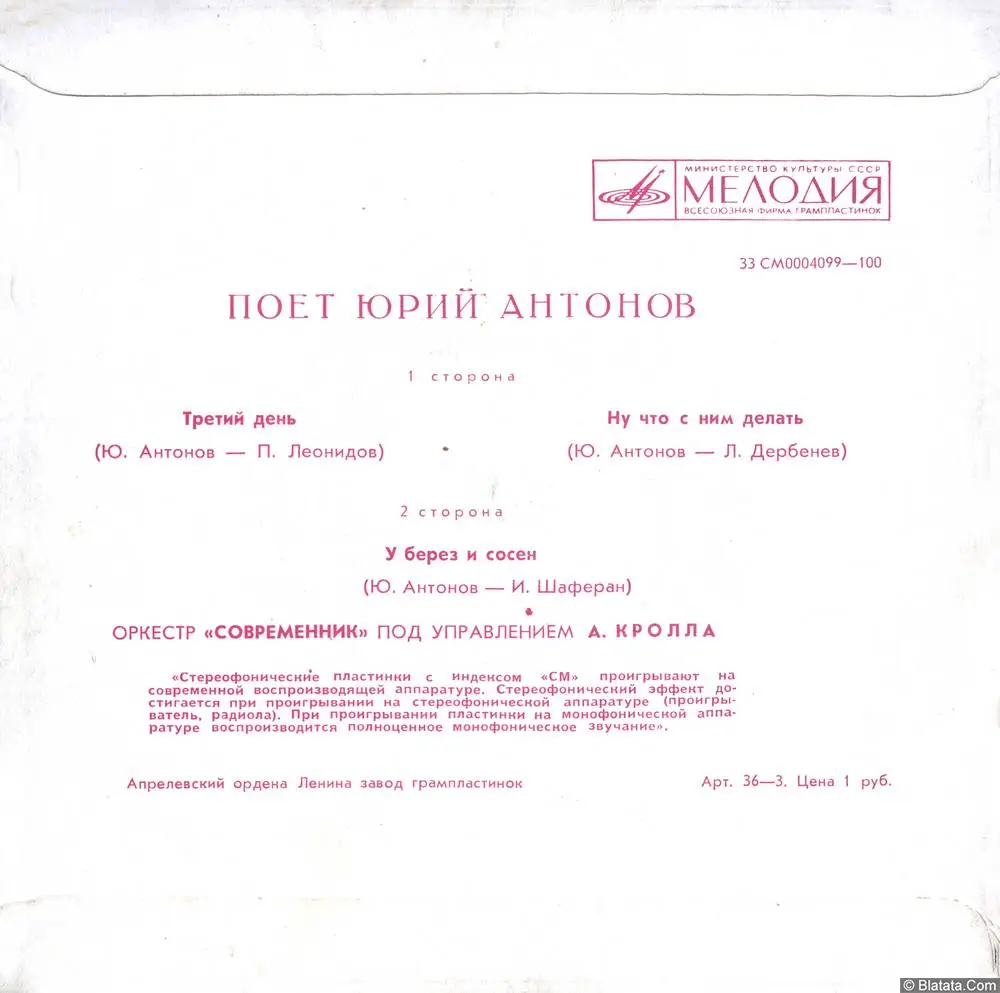 МИНИСТЕРСТВО КУЛЬТУРЫ СССР
МЕЛОДИЯ
ВСЕСОЮЗНАЯ ФИРМА ГРАМПЛАСТИНОК
33 СМ0004099—100
ПОЕТ ЮРИЙ АНТОНОВ
1 сторона
Третий день
(Ю. Антонов — П. Леонидов)
Ну что с ним делать
(Ю. Антонов — Л. Дербенев)
2 сторона
У берез и сосен
(Ю. Антонов — И. Шаферан)
ОРКЕСТР «СОВРЕМЕННИК» ПОД УПРАВЛЕНИЕМ А. КРОЛЛА
«Стереофонические пластинки с индексом «СМ» проигрывают на
современной воспроизводящей аппаратуре. Стереофонический эффект до-
стигается при проигрывании на стереофонической аппаратуре (проигры-
ватель, радиола). При проигрывании пластинки на монофонической аппа-
ратуре воспроизводится полноценное монофоническое звучание».
Апрелевский ордена Ленина завод грампластинок
Арт. 36—3. Цена 1 руб.
© Blatata.Com